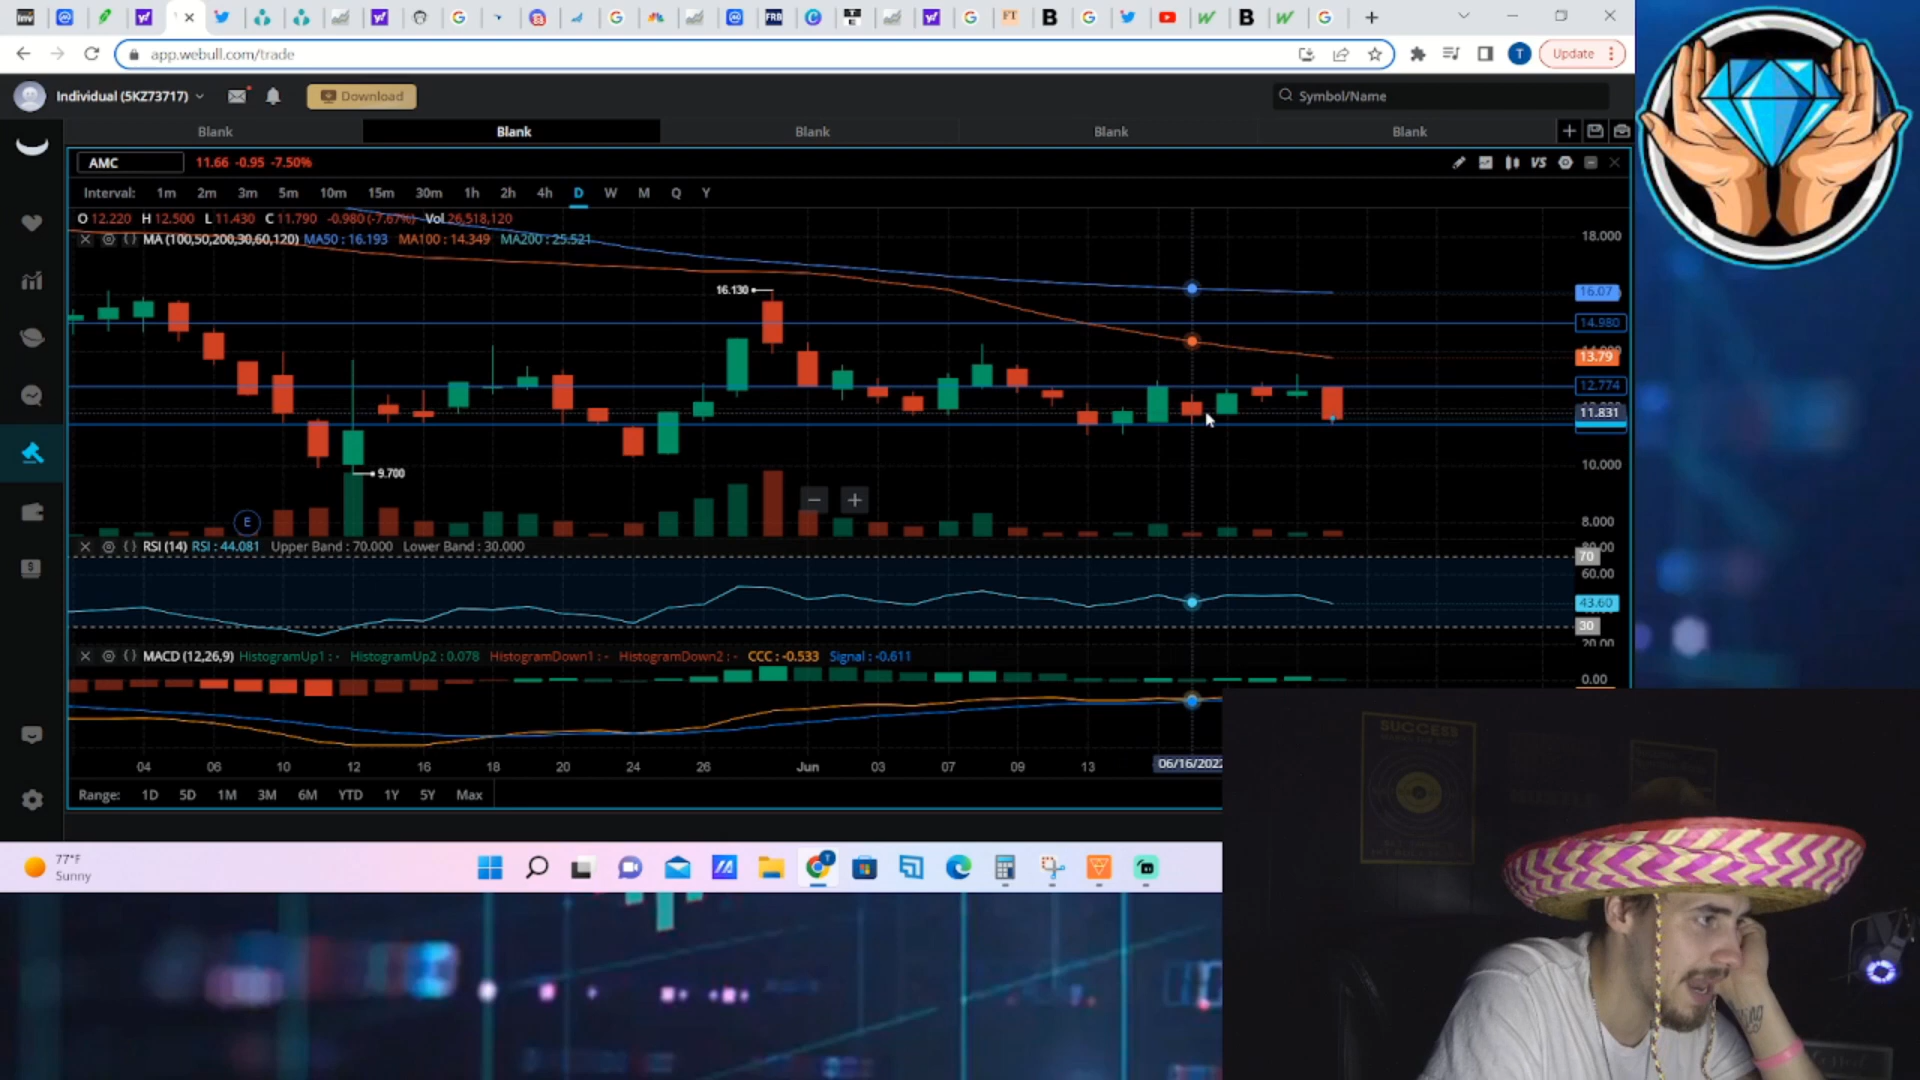 app.webull.com/trade
Update
Individual (5KZ73717)
Download
Symbol/Name
Blank Blank Blank Blank Blank
AMC 11.66 -0.95 -7.50%
VS
Interval: 1m 2m 3m 5m 10m 15m 30m 1h 2h 4h D W M Q Y
O 12.220 H 12.500 L 11.430 C 11.790 -0.980(-7.67%) Vol 26,518,120
MA (100,50,200,30,60,120) MA50 : 16.193 MA100 : 14.349 MA200 : 25.521
18.000
16.130
16.07
14.980
13.79
12.774
11.831
10.000
9.700
8.000
E
RSI (14) RSI : 44.081 Upper Band : 70.000 Lower Band : 30.000
70
60.00
43.60
30
20.00
MACD (12,26,9) HistogramUp1 : - HistogramUp2 : 0.078 HistogramDown1 : - HistogramDown2 : - CCC : -0.533 Signal : -0.611
0.00
04 06 10 12 16 18 20 24 26 Jun 03 07 09 13 06/16/2022
Range: 1D 5D 1M 3M 6M YTD 1Y 5Y Max
77°F
Sunny
SUCCESS